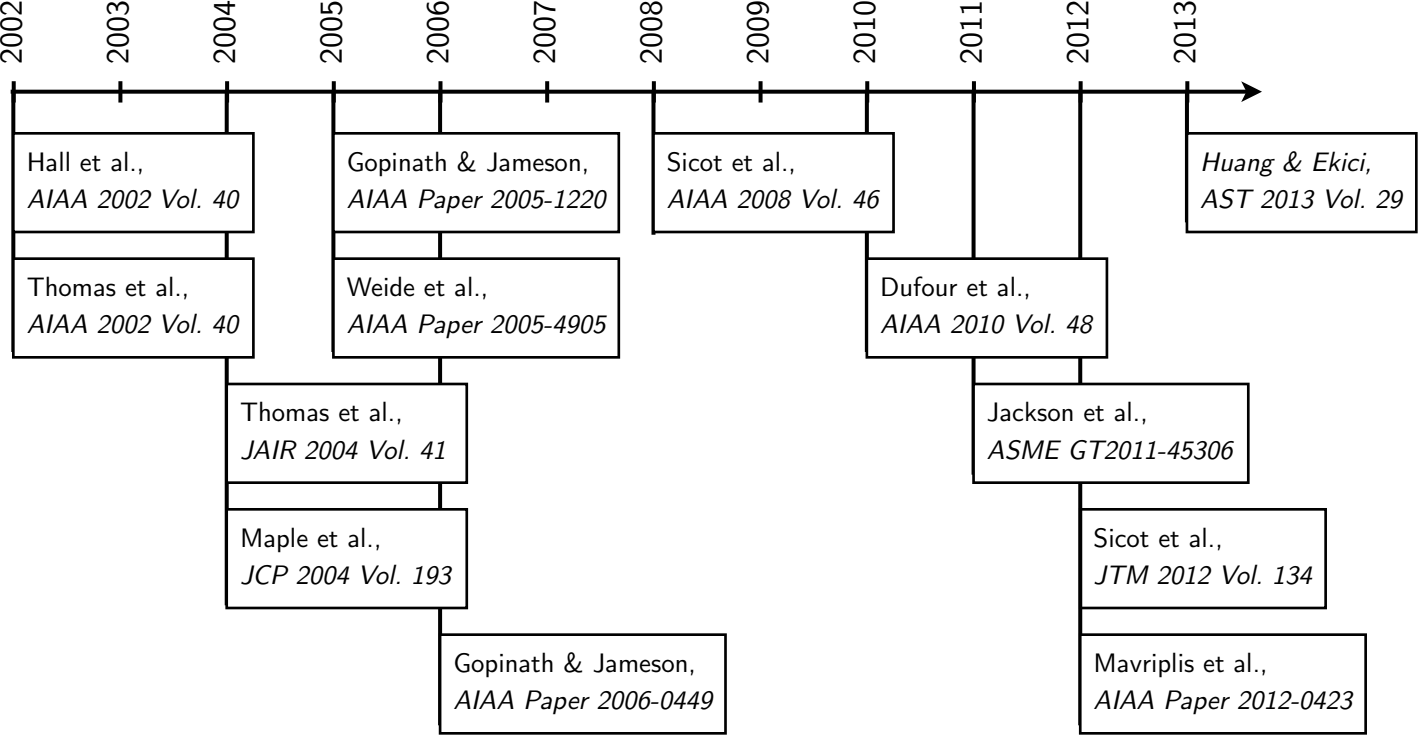 2002
2003
2004
2005
2006
2007
2008
2009
2010
2011
2012
2013
Hall et al.,
AIAA 2002 Vol. 40
Gopinath & Jameson,
AIAA Paper 2005-1220
Sicot et al.,
AIAA 2008 Vol. 46
Huang & Ekici,
AST 2013 Vol. 29
Thomas et al.,
AIAA 2002 Vol. 40
Weide et al.,
AIAA Paper 2005-4905
Dufour et al.,
AIAA 2010 Vol. 48
Thomas et al.,
JAIR 2004 Vol. 41
Jackson et al.,
ASME GT2011-45306
Maple et al.,
JCP 2004 Vol. 193
Sicot et al.,
JTM 2012 Vol. 134
Gopinath & Jameson,
AIAA Paper 2006-0449
Mavriplis et al.,
AIAA Paper 2012-0423